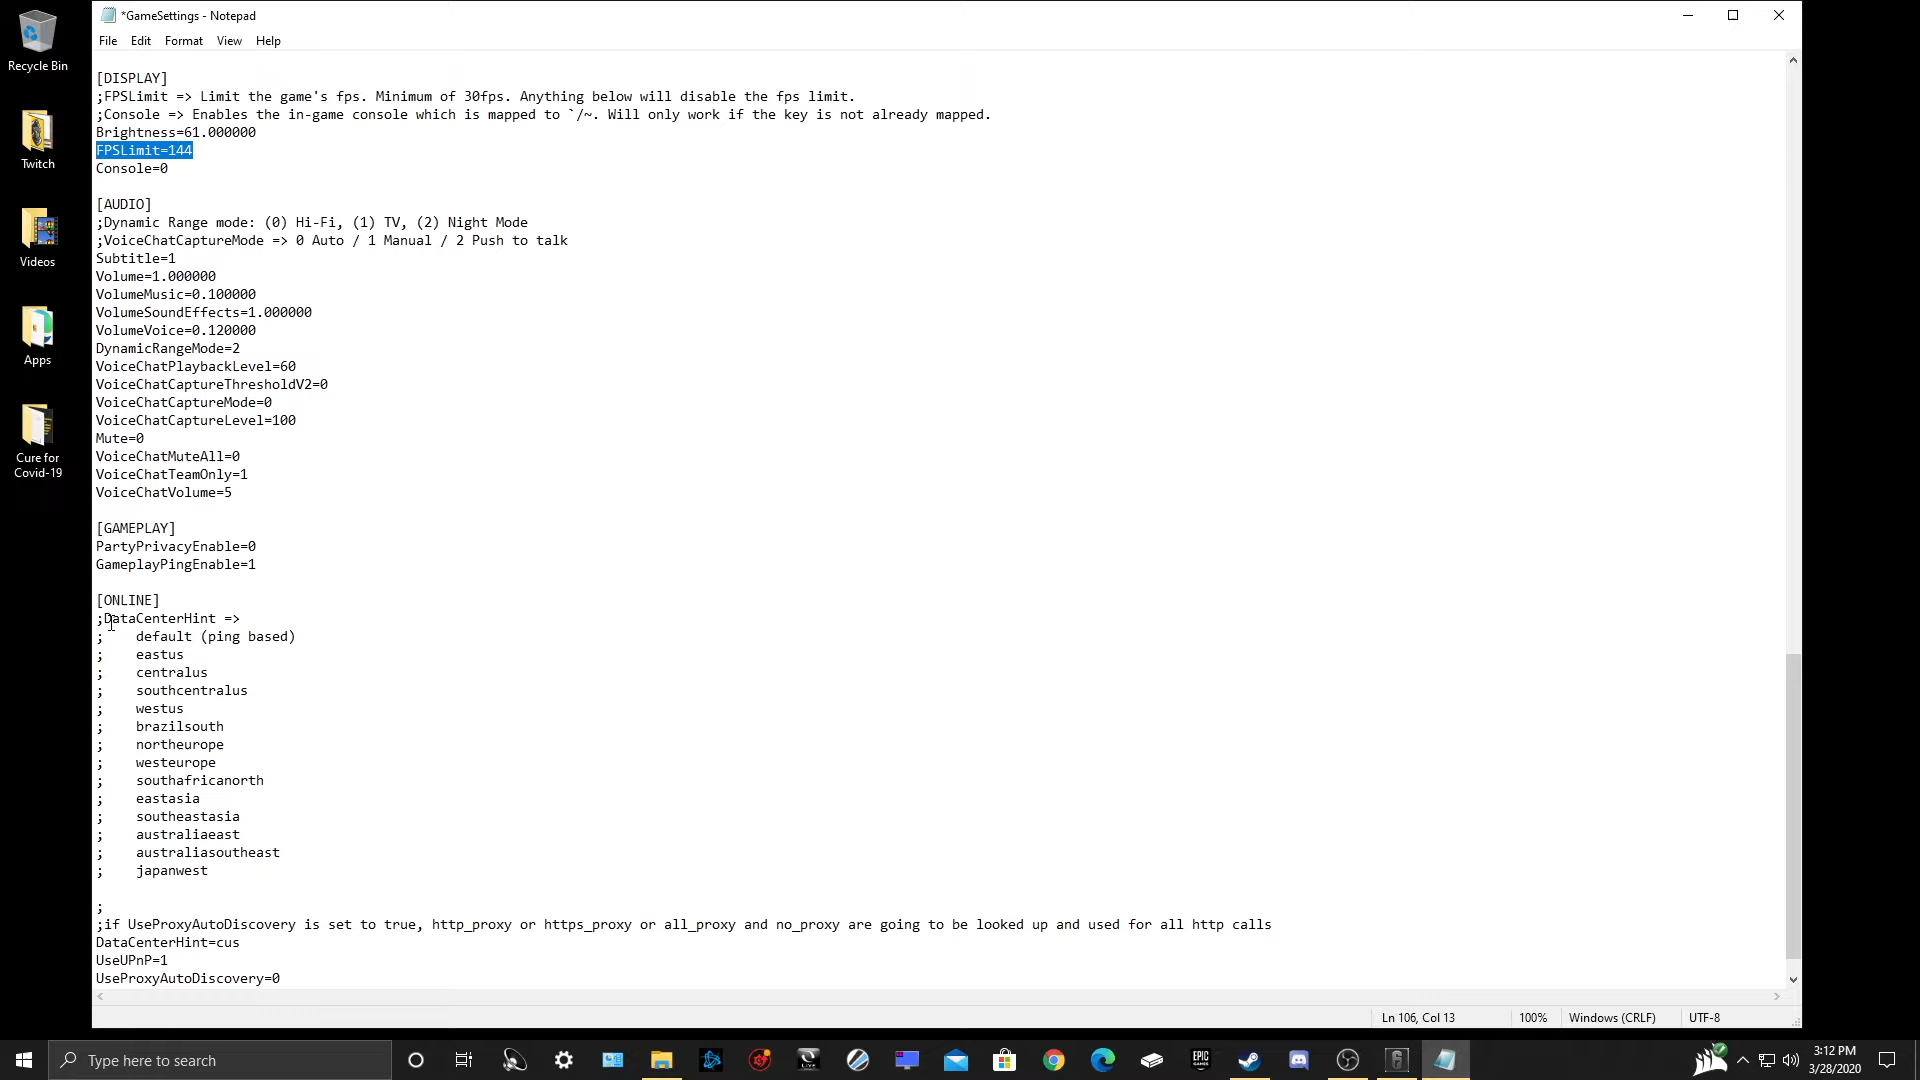 *GameSettings - Notepad
File Edit Format View Help
Recycle Bin
Twitch
Videos
Apps
Cure for
Covid-19
[DISPLAY]
;FPSLimit => Limit the game's fps. Minimum of 30fps. Anything below will disable the fps limit.
;Console => Enables the in-game console which is mapped to `/~. Will only work if the key is not already mapped.
Brightness=61.000000
FPSLimit=144
Console=0
[AUDIO]
;Dynamic Range mode: (0) Hi-Fi, (1) TV, (2) Night Mode
;VoiceChatCaptureMode => 0 Auto / 1 Manual / 2 Push to talk
Subtitle=1
Volume=1.000000
VolumeMusic=0.100000
VolumeSoundEffects=1.000000
VolumeVoice=0.120000
DynamicRangeMode=2
VoiceChatPlaybackLevel=60
VoiceChatCaptureThresholdV2=0
VoiceChatCaptureMode=0
VoiceChatCaptureLevel=100
Mute=0
VoiceChatMuteAll=0
VoiceChatTeamOnly=1
VoiceChatVolume=5
[GAMEPLAY]
PartyPrivacyEnable=0
GameplayPingEnable=1
[ONLINE]
;DataCenterHint =>
;    default (ping based)
;    eastus
;    centralus
;    southcentralus
;    westus
;    brazilsouth
;    northeurope
;    westeurope
;    southafricanorth
;    eastasia
;    southeastasia
;    australiaeast
;    australiasoutheast
;    japanwest
;
;if UseProxyAutoDiscovery is set to true, http_proxy or https_proxy or all_proxy and no_proxy are going to be looked up and used for all http calls
DataCenterHint=cus
UseUPnP=1
UseProxyAutoDiscovery=0
Ln 106, Col 13 100% Windows (CRLF) UTF-8
Type here to search
EPIC
GAMES
LIVE
3:12 PM
3/28/2020